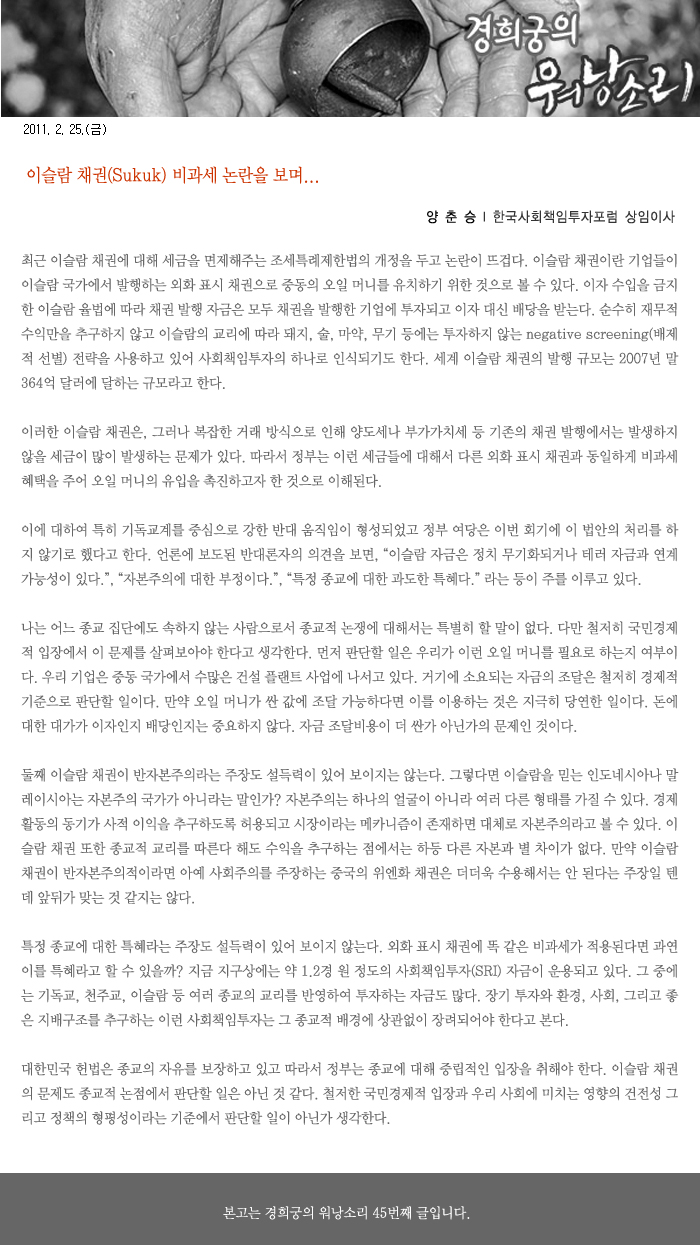 경희궁의
워낭소리
2011. 2. 25.(금)
이슬람 채권(Sukuk) 비과세 논란을 보며...
양 춘 승 l 한국사회책임투자포럼 상임이사
최근 이슬람 채권에 대해 세금을 면제해주는 조세특례제한법의 개정을 두고 논란이 뜨겁다. 이슬람 채권이란 기업들이
이슬람 국가에서 발행하는 외화 표시 채권으로 중동의 오일 머니를 유치하기 위한 것으로 볼 수 있다. 이자 수입을 금지
한 이슬람 율법에 따라 채권 발행 자금은 모두 채권을 발행한 기업에 투자되고 이자 대신 배당을 받는다. 순수히 재무적
수익만을 추구하지 않고 이슬람의 교리에 따라 돼지, 술, 마약, 무기 등에는 투자하지 않는 negative screening(배제
적 선별) 전략을 사용하고 있어 사회책임투자의 하나로 인식되기도 한다. 세계 이슬람 채권의 발행 규모는 2007년 말
364억 달러에 달하는 규모라고 한다.
이러한 이슬람 채권은, 그러나 복잡한 거래 방식으로 인해 양도세나 부가가치세 등 기존의 채권 발행에서는 발생하지
않을 세금이 많이 발생하는 문제가 있다. 따라서 정부는 이런 세금들에 대해서 다른 외화 표시 채권과 동일하게 비과세
혜택을 주어 오일 머니의 유입을 촉진하고자 한 것으로 이해된다.
이에 대하여 특히 기독교계를 중심으로 강한 반대 움직임이 형성되었고 정부 여당은 이번 회기에 이 법안의 처리를 하
지 않기로 했다고 한다. 언론에 보도된 반대론자의 의견을 보면, “이슬람 자금은 정치 무기화되거나 테러 자금과 연계
가능성이 있다.”, “자본주의에 대한 부정이다.”, “특정 종교에 대한 과도한 특혜다.” 라는 등이 주를 이루고 있다.
나는 어느 종교 집단에도 속하지 않는 사람으로서 종교적 논쟁에 대해서는 특별히 할 말이 없다. 다만 철저히 국민경제
적 입장에서 이 문제를 살펴보아야 한다고 생각한다. 먼저 판단할 일은 우리가 이런 오일 머니를 필요로 하는지 여부이
다. 우리 기업은 중동 국가에서 수많은 건설 플랜트 사업에 나서고 있다. 거기에 소요되는 자금의 조달은 철저히 경제적
기준으로 판단할 일이다. 만약 오일 머니가 싼 값에 조달 가능하다면 이를 이용하는 것은 지극히 당연한 일이다. 돈에
대한 대가가 이자인지 배당인지는 중요하지 않다. 자금 조달비용이 더 싼가 아닌가의 문제인 것이다.
둘째 이슬람 채권이 반자본주의라는 주장도 설득력이 있어 보이지는 않는다. 그렇다면 이슬람을 믿는 인도네시아나 말
레이시아는 자본주의 국가가 아니라는 말인가? 자본주의는 하나의 얼굴이 아니라 여러 다른 형태를 가질 수 있다. 경제
활동의 동기가 사적 이익을 추구하도록 허용되고 시장이라는 메카니즘이 존재하면 대체로 자본주의라고 볼 수 있다. 이
슬람 채권 또한 종교적 교리를 따른다 해도 수익을 추구하는 점에서는 하등 다른 자본과 별 차이가 없다. 만약 이슬람
채권이 반자본주의적이라면 아예 사회주의를 주장하는 중국의 위엔화 채권은 더더욱 수용해서는 안 된다는 주장일 텐
데 앞뒤가 맞는 것 같지는 않다.
특정 종교에 대한 특혜라는 주장도 설득력이 있어 보이지 않는다. 외화 표시 채권에 똑 같은 비과세가 적용된다면 과연
이를 특혜라고 할 수 있을까? 지금 지구상에는 약 1.2경 원 정도의 사회책임투자(SRI) 자금이 운용되고 있다. 그 중에
는 기독교, 천주교, 이슬람 등 여러 종교의 교리를 반영하여 투자하는 자금도 많다. 장기 투자와 환경, 사회, 그리고 좋
은 지배구조를 추구하는 이런 사회책임투자는 그 종교적 배경에 상관없이 장려되어야 한다고 본다.
대한민국 헌법은 종교의 자유를 보장하고 있고 따라서 정부는 종교에 대해 중립적인 입장을 취해야 한다. 이슬람 채권
의 문제도 종교적 논점에서 판단할 일은 아닌 것 같다. 철저한 국민경제적 입장과 우리 사회에 미치는 영향의 건전성 그
리고 정책의 형평성이라는 기준에서 판단할 일이 아닌가 생각한다.
본고는 경희궁의 워낭소리 45번째 글입니다.